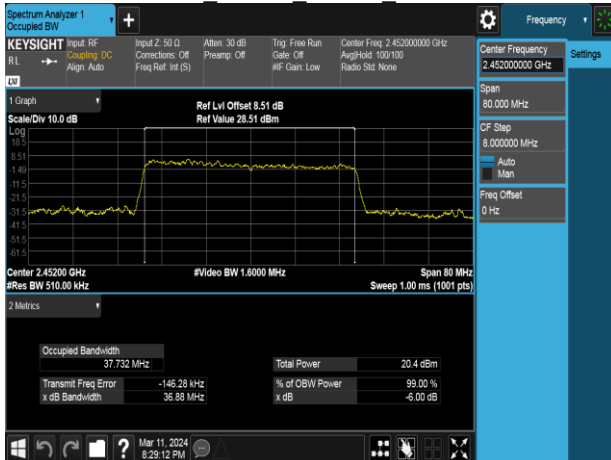 Spectrum Analyzer 1
Occupied BW
Frequency
KEYSIGHT
Input: RF
Coupling: DC
Align: Auto
RL
LXI
Input Z: 50 Ω
Corrections: Off
Freq Ref: Int (S)
Atten: 30 dB
Preamp: Off
Trig: Free Run
Gate: Off
#IF Gain: Low
Center Freq: 2.452000000 GHz
Avg|Hold: 100/100
Radio Std: None
Center Frequency
2.452000000 GHz
Settings
Span
80.000 MHz
CF Step
8.000000 MHz
Auto
Man
Freq Offset
0 Hz
1 Graph
Scale/Div 10.0 dB
Ref Lvl Offset 8.51 dB
Ref Value 28.51 dBm
Log
18.5
8.51
-1.49
-11.5
-21.5
-31.5
-41.5
-51.5
-61.5
Center 2.45200 GHz
#Res BW 510.00 kHz
#Video BW 1.6000 MHz
Span 80 MHz
Sweep 1.00 ms (1001 pts)
2 Metrics
Occupied Bandwidth
37.732 MHz
Total Power 20.4 dBm
Transmit Freq Error -146.28 kHz
% of OBW Power 99.00 %
x dB Bandwidth 36.88 MHz
x dB -6.00 dB
?
Mar 11, 2024
8:29:12 PM